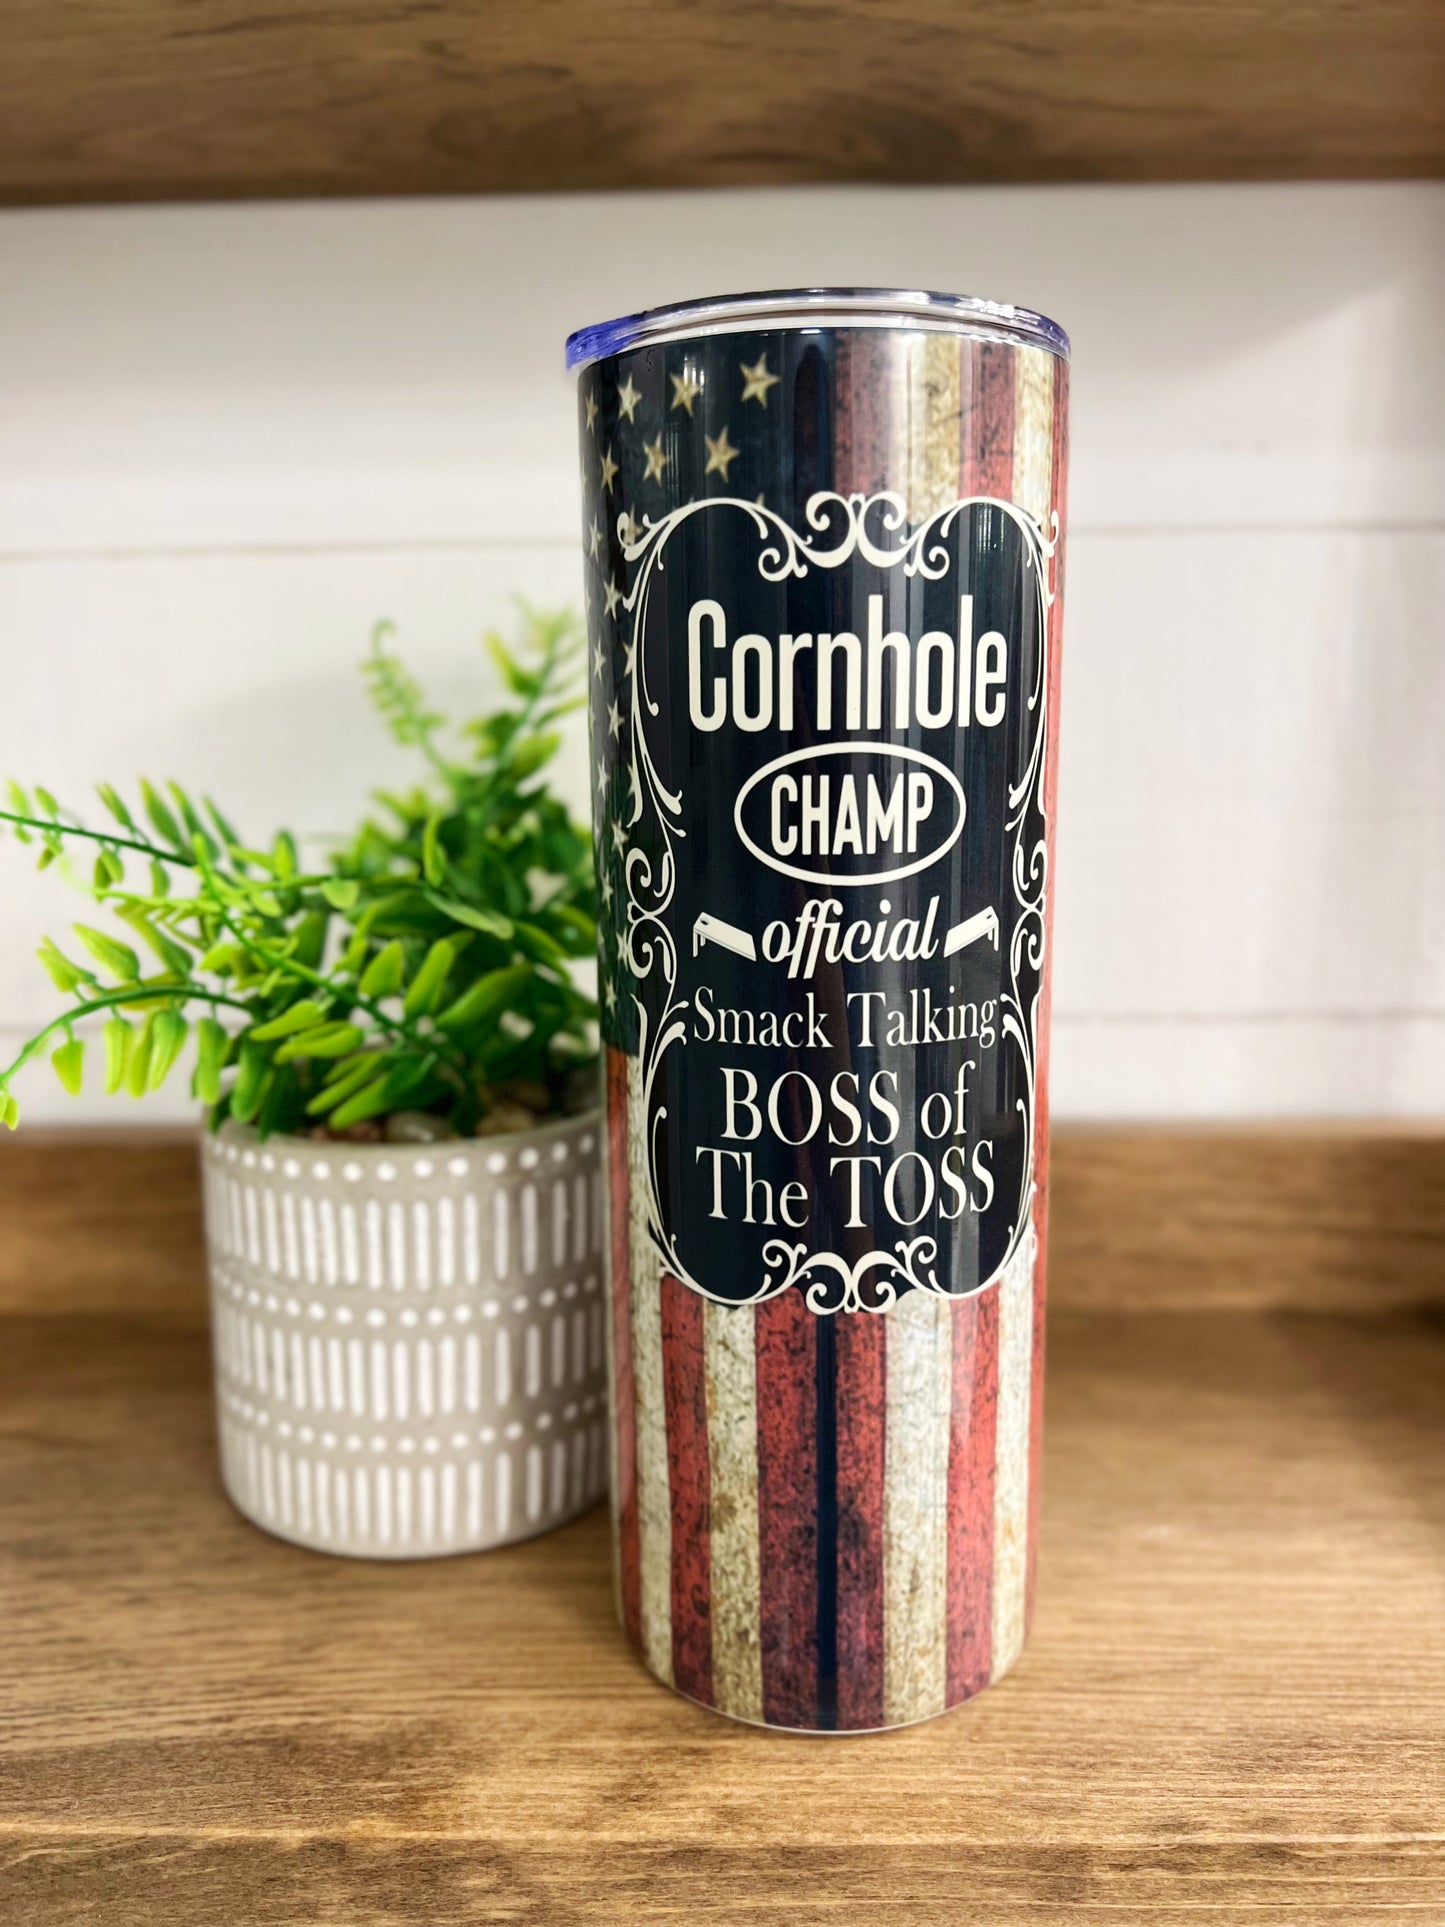 Cornhole
CHAMP
official
Smack Talking
BOSS of
The TOSS